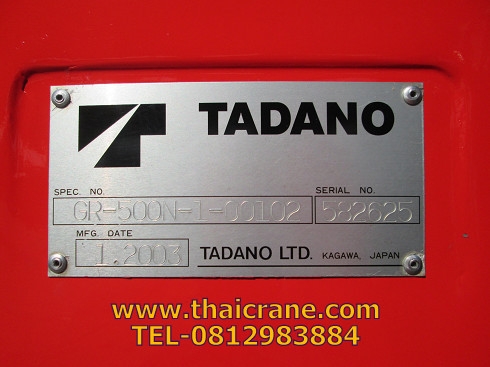 TADANO
SPEC. NO. SERIAL NO.
GR-500N-1-00102 582625
MFG. DATE
1.2003 TADANO LTD. KAGAWA, JAPAN
www.thaicrane.com
TEL-0812983884